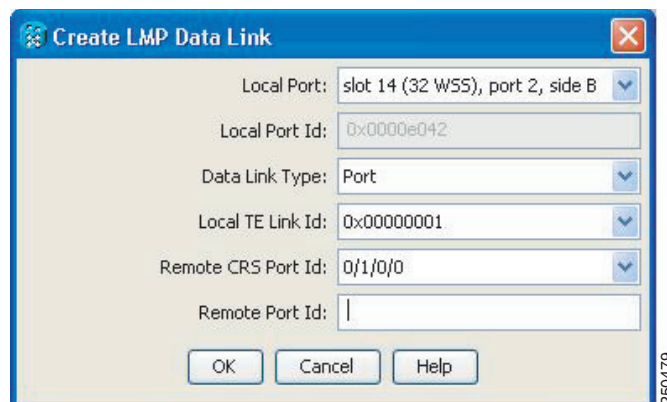 Create LMP Data Link
Local Port: slot 14 (32 WSS), port 2, side B
Local Port Id: 0x0000e042
Data Link Type: Port
Local TE Link Id: 0x00000001
Remote CRS Port Id: 0/1/0/0
Remote Port Id:
OK Cancel Help
250479